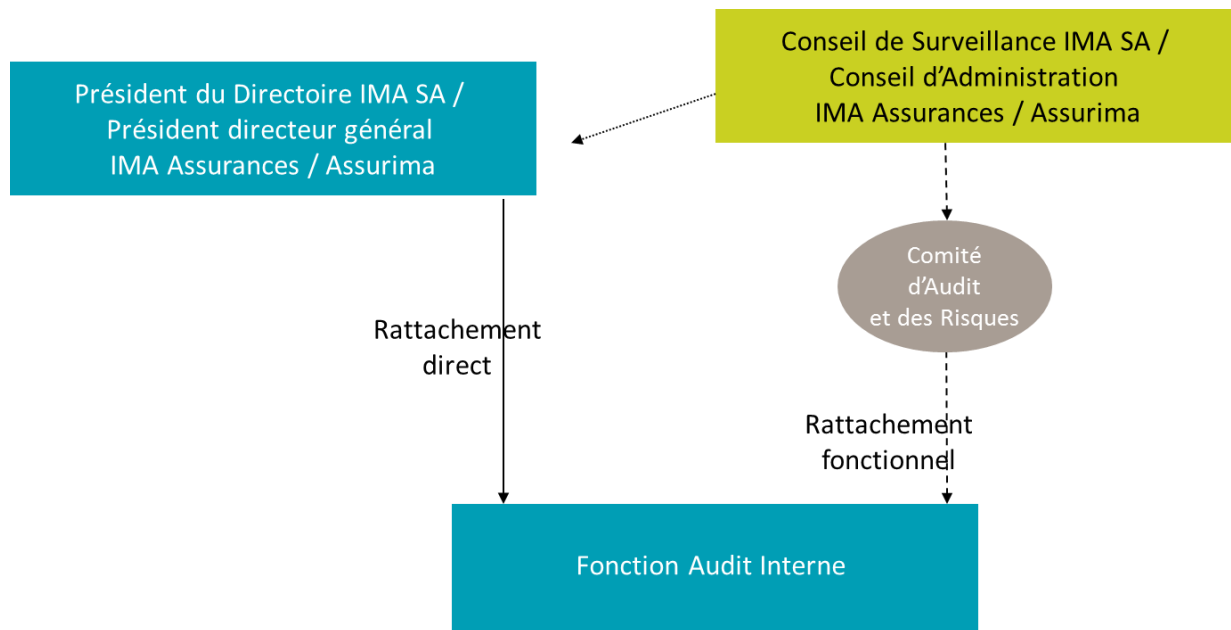 Conseil de Surveillance IMA SA /
Conseil d’Administration
IMA Assurances / Assurima
Président du Directoire IMA SA /
Président directeur général
IMA Assurances / Assurima
Comité
d’Audit
et des Risques
Rattachement
direct
Rattachement
fonctionnel
Fonction Audit Interne